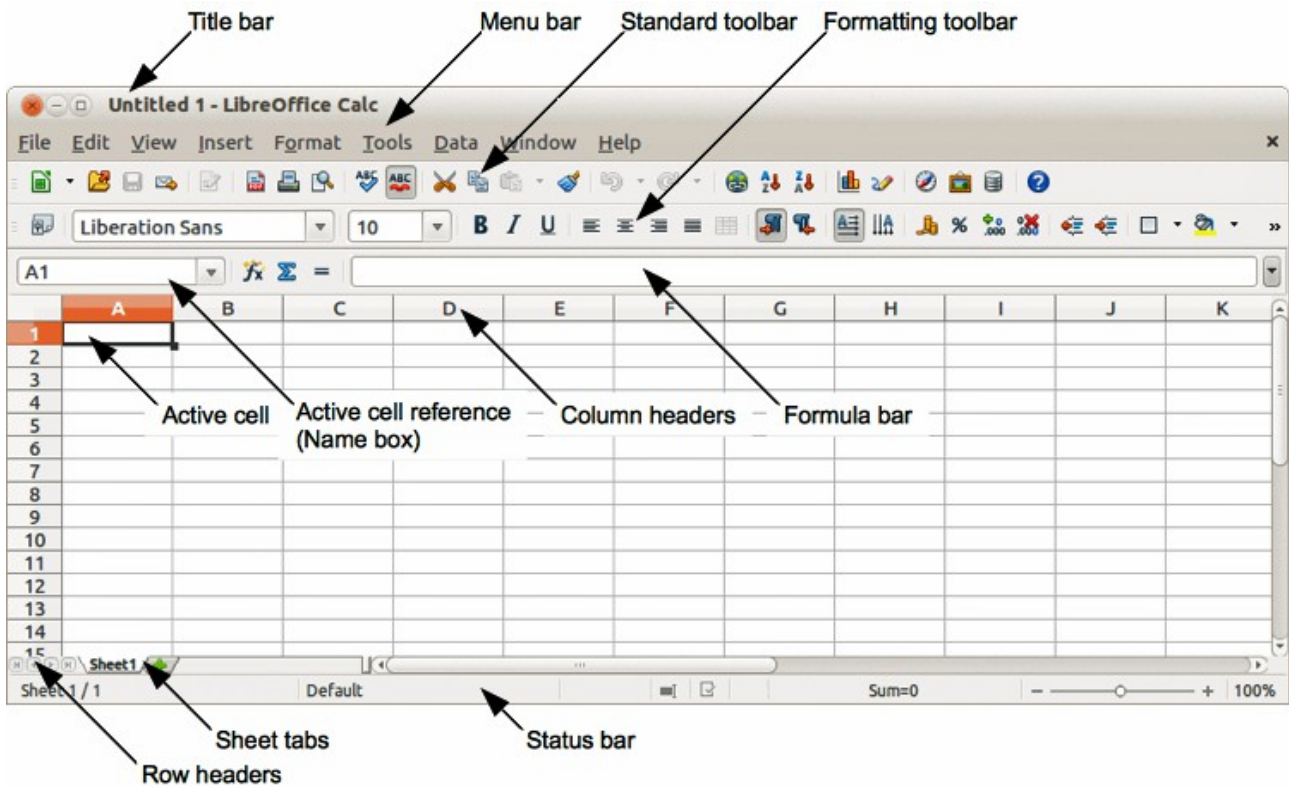 Title bar
Menu bar
Standard toolbar
Formatting toolbar
Untitled 1 - LibreOffice Calc
File Edit View Insert Format Tools Data Window Help
ABC ABC
Liberation Sans 10 B I U %
A1
A B C D E F G H I J K
1
2
3
4
5
6
7
8
9
10
11
12
13
14
15
Active cell
Active cell reference
(Name box)
Column headers
Formula bar
Sheet1
Sheet 1 / 1 Default Sum=0 100%
Sheet tabs
Status bar
Row headers